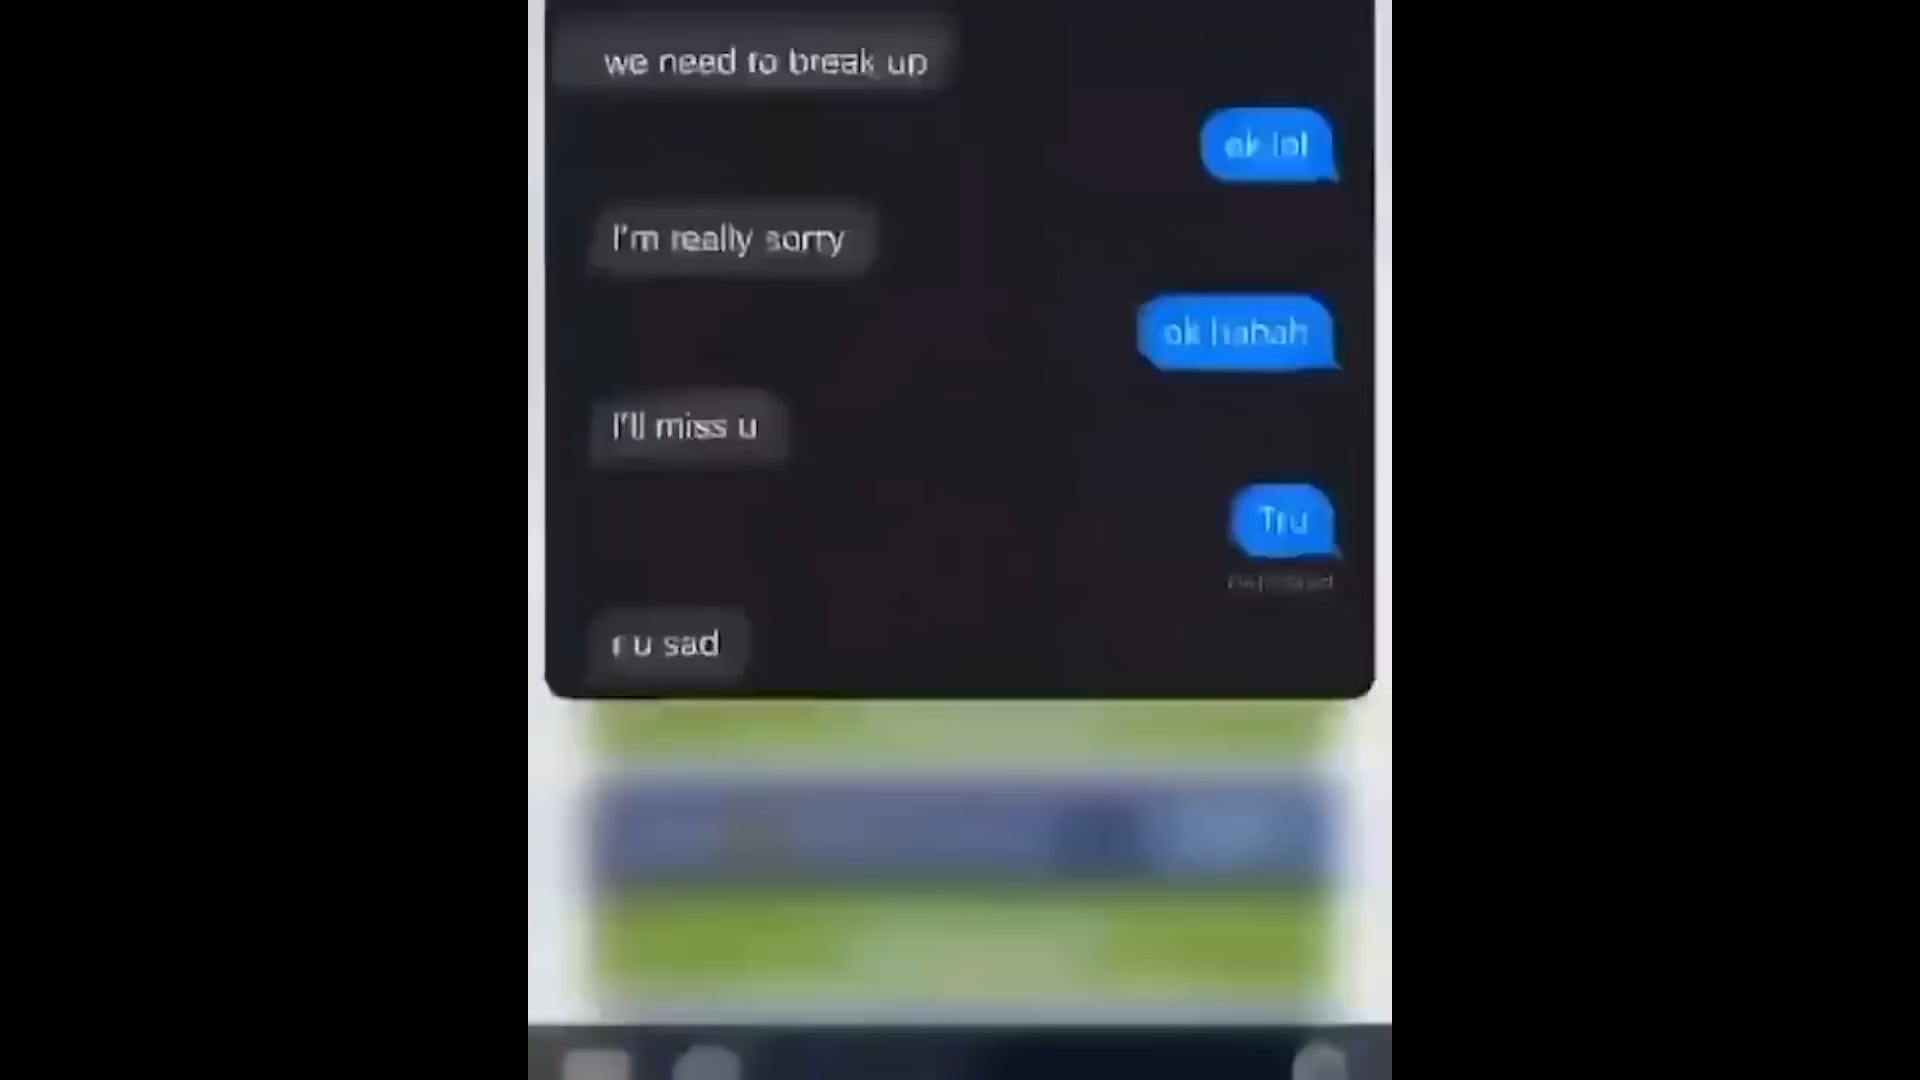 we need to break up
ok lol
I'm really sorry
ok hahah
I'll miss u
Tru
r u sad